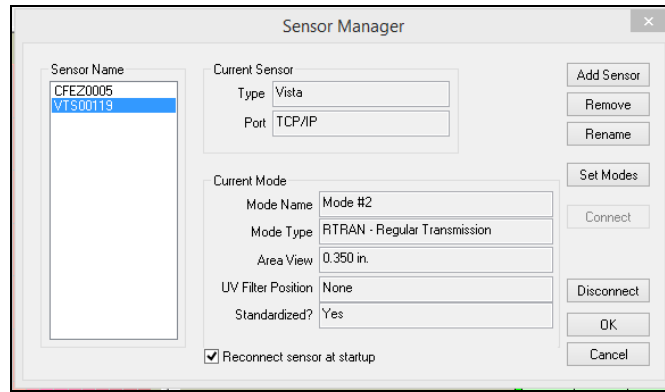 Sensor Manager
Sensor Name
CFEZ0005
VTS00119
Current Sensor
Type Vista
Port TCP/IP
Current Mode
Mode Name Mode #2
Mode Type RTRAN - Regular Transmission
Area View 0.350 in.
UV Filter Position None
Standardized? Yes
Reconnect sensor at startup
Add Sensor
Remove
Rename
Set Modes
Connect
Disconnect
OK
Cancel